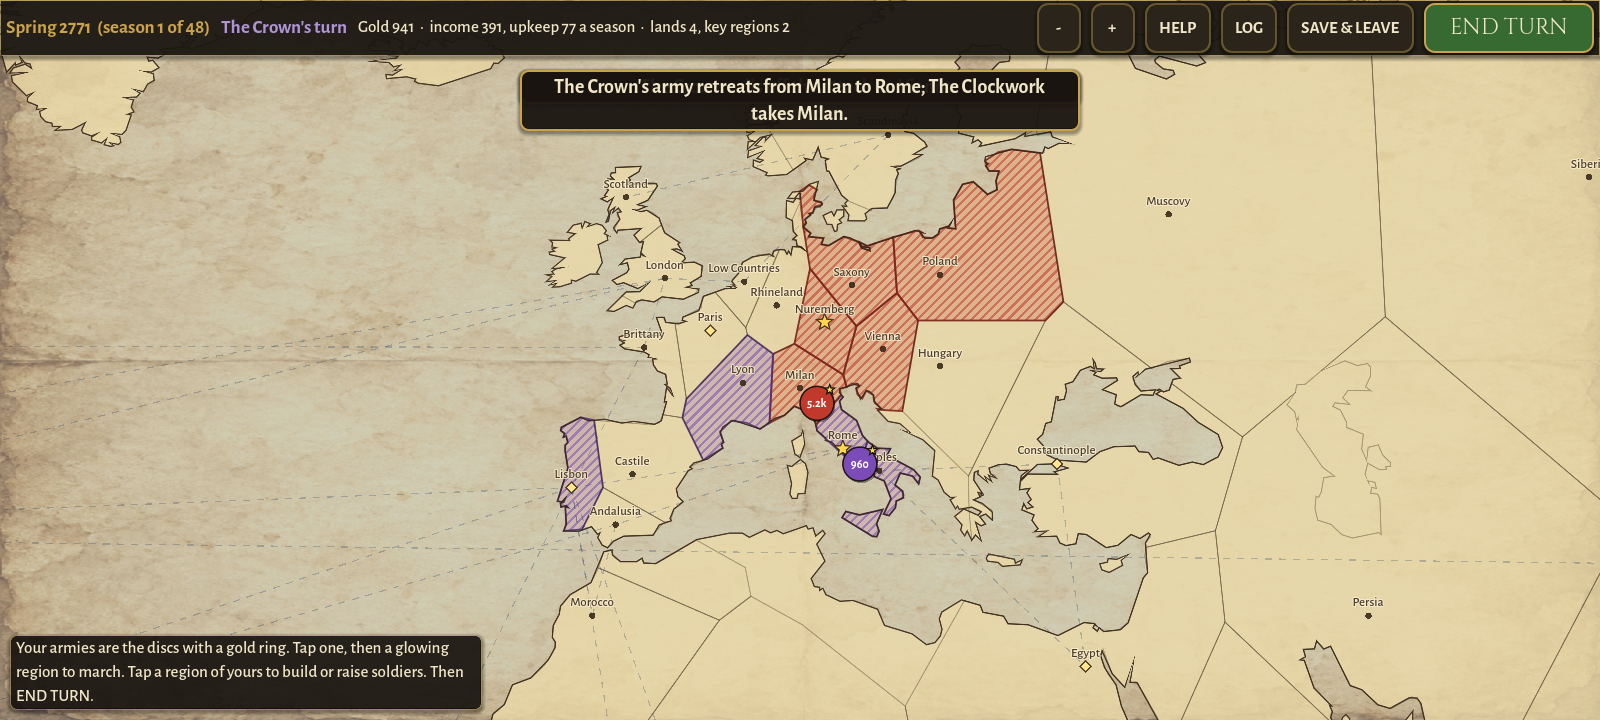 Spring 2771 (season 1 of 48) The Crown's turn Gold 941 · income 391, upkeep 77 a season · lands 4, key regions 2
- + HELP LOG SAVE & LEAVE END TURN
The Crown's army retreats from Milan to Rome; The Clockwork
takes Milan.
Scandinavia
Siberi
Scotland
Muscovy
London
Low Countries
Saxony
Poland
Rhineland
Nuremberg
Paris
Brittany
Vienna
Hungary
Lyon
Milan
5.2k
Rome
ples
960
Constantinople
Castile
Lisbon
Andalusia
Morocco
Persia
Egypt
Your armies are the discs with a gold ring. Tap one, then a glowing
region to march. Tap a region of yours to build or raise soldiers. Then
END TURN.